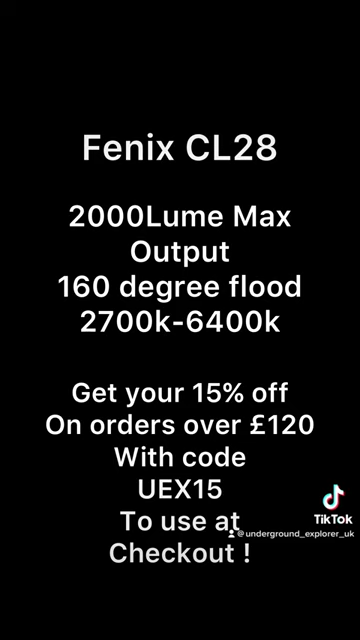 Fenix CL28
2000Lume Max
Output
160 degree flood
2700k-6400k
Get your 15% off
On orders over £120
With code
UEX15
To use at
Checkout !
TikTok
@underground_explorer_uk